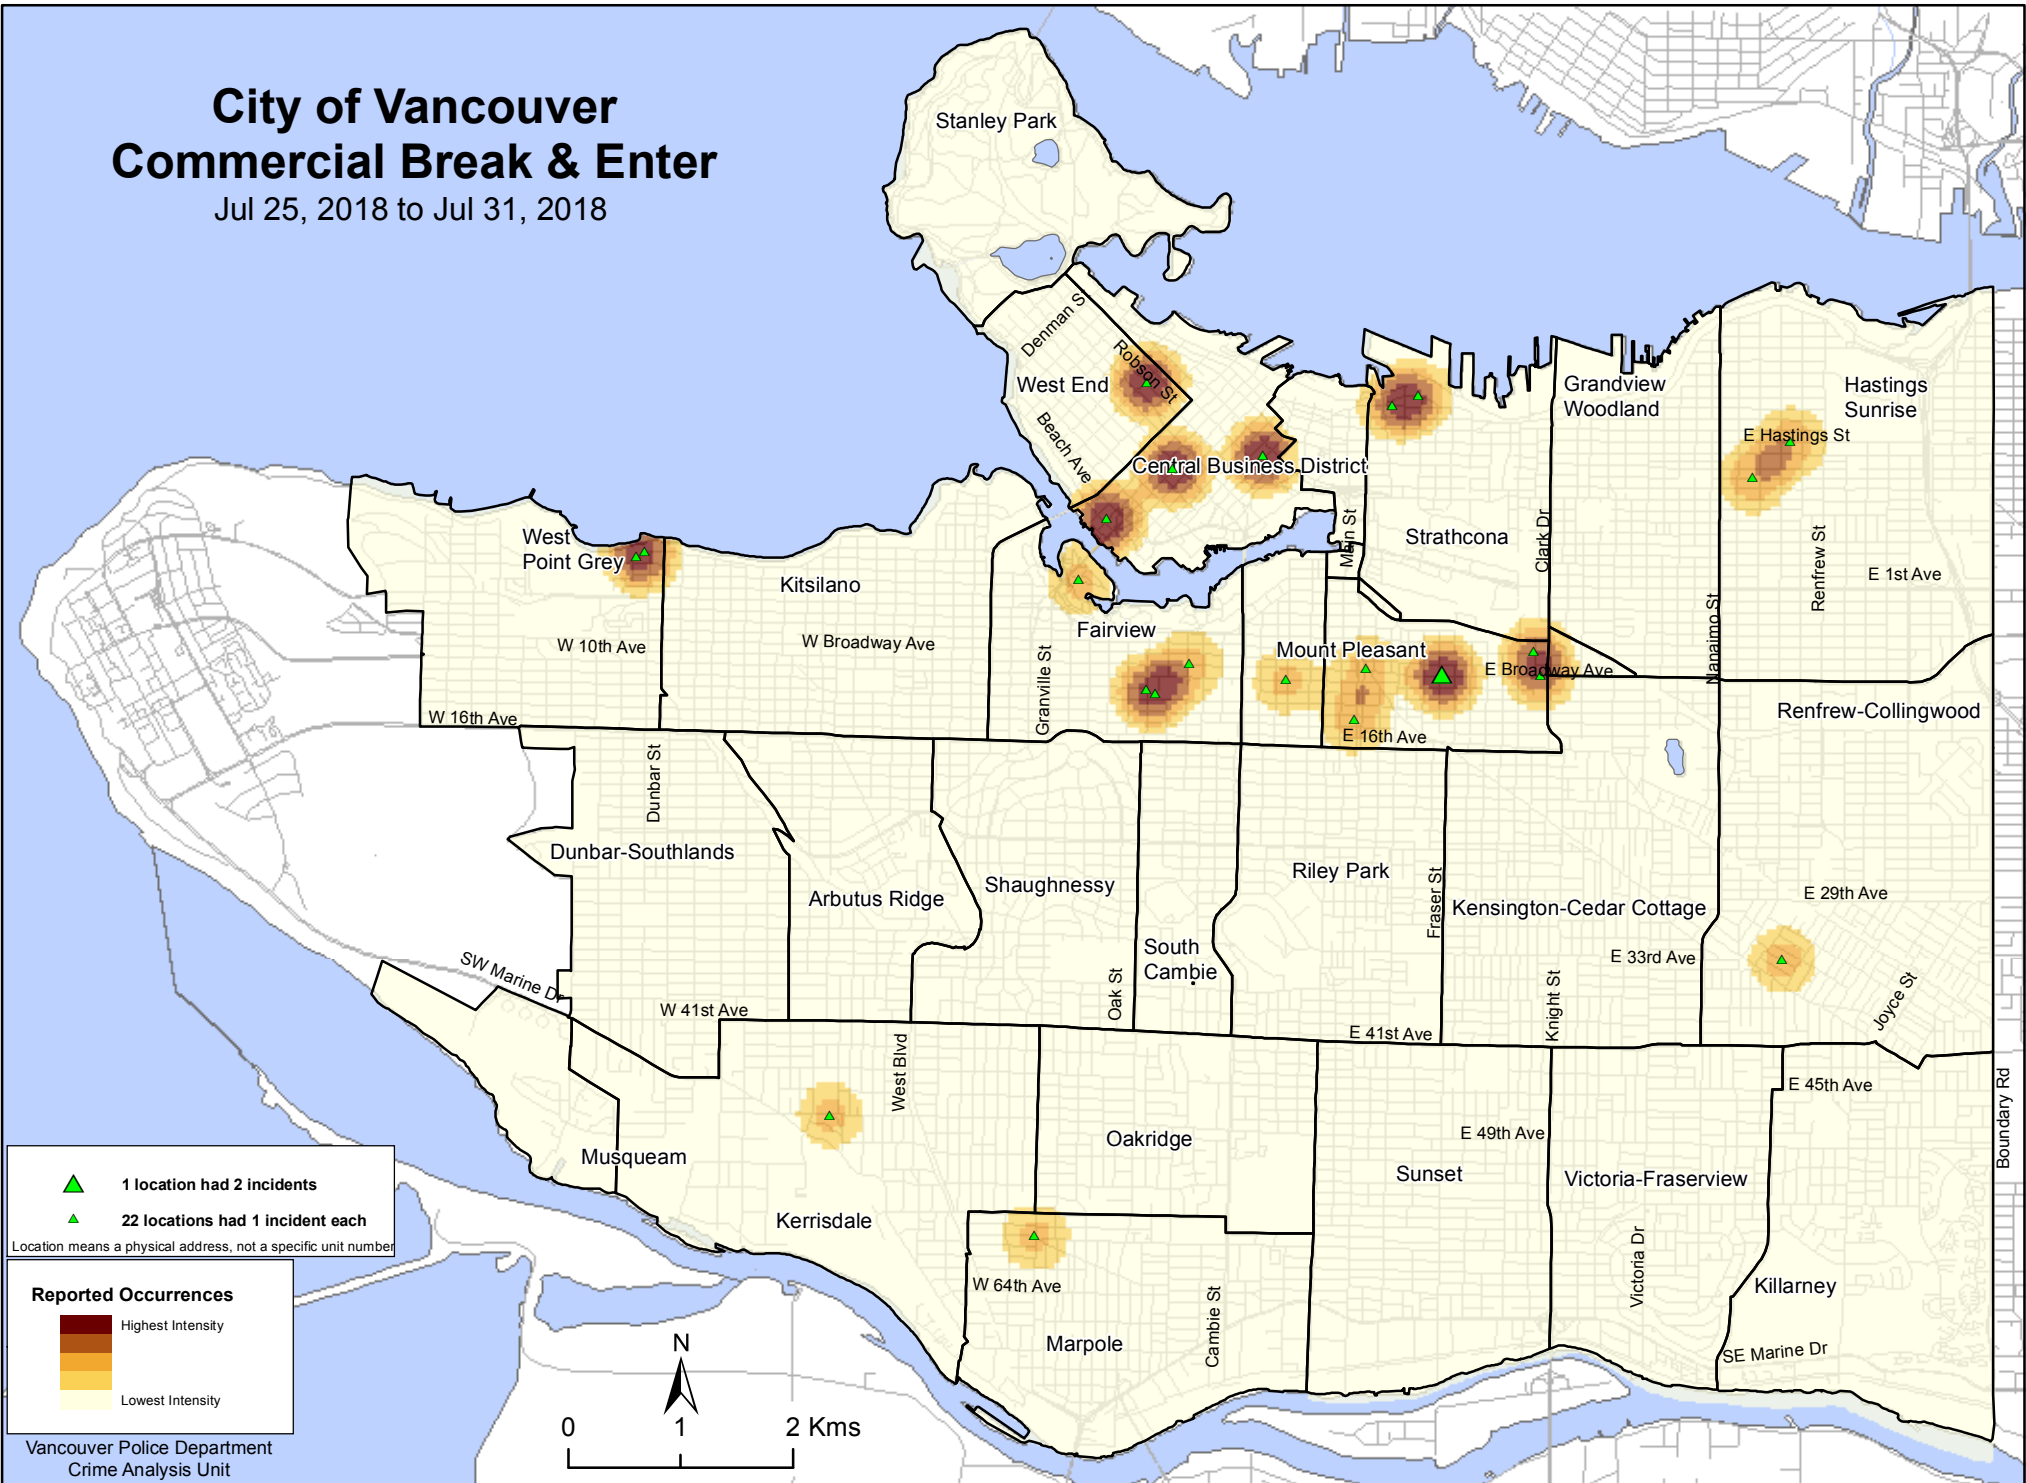 City of Vancouver
Commercial Break & Enter
Jul 25, 2018 to Jul 31, 2018
Stanley Park
Denman St
Robson St
West End
Beach Ave
Central Business District
Grandview
Woodland
Hastings
Sunrise
E Hastings St
West
Point Grey
Kitsilano
Main St
Strathcona
Clark Dr
Renfrew St
E 1st Ave
Nanaimo St
W 10th Ave
W Broadway Ave
Granville St
Fairview
Mount Pleasant
E Broadway Ave
W 16th Ave
E 16th Ave
Renfrew-Collingwood
Dunbar St
Dunbar-Southlands
Arbutus Ridge
Shaughnessy
Riley Park
Fraser St
Kensington-Cedar Cottage
E 29th Ave
South
Cambie
E 33rd Ave
SW Marine Dr
Oak St
Knight St
Joyce St
W 41st Ave
E 41st Ave
West Blvd
E 45th Ave
Boundary Rd
Oakridge
E 49th Ave
Musqueam
Sunset
Victoria-Fraserview
Kerrisdale
Victoria Dr
W 64th Ave
Cambie St
Killarney
Marpole
SE Marine Dr
1 location had 2 incidents
22 locations had 1 incident each
Location means a physical address, not a specific unit number
Reported Occurrences
Highest Intensity
Lowest Intensity
N
0 1 2 Kms
Vancouver Police Department
Crime Analysis Unit